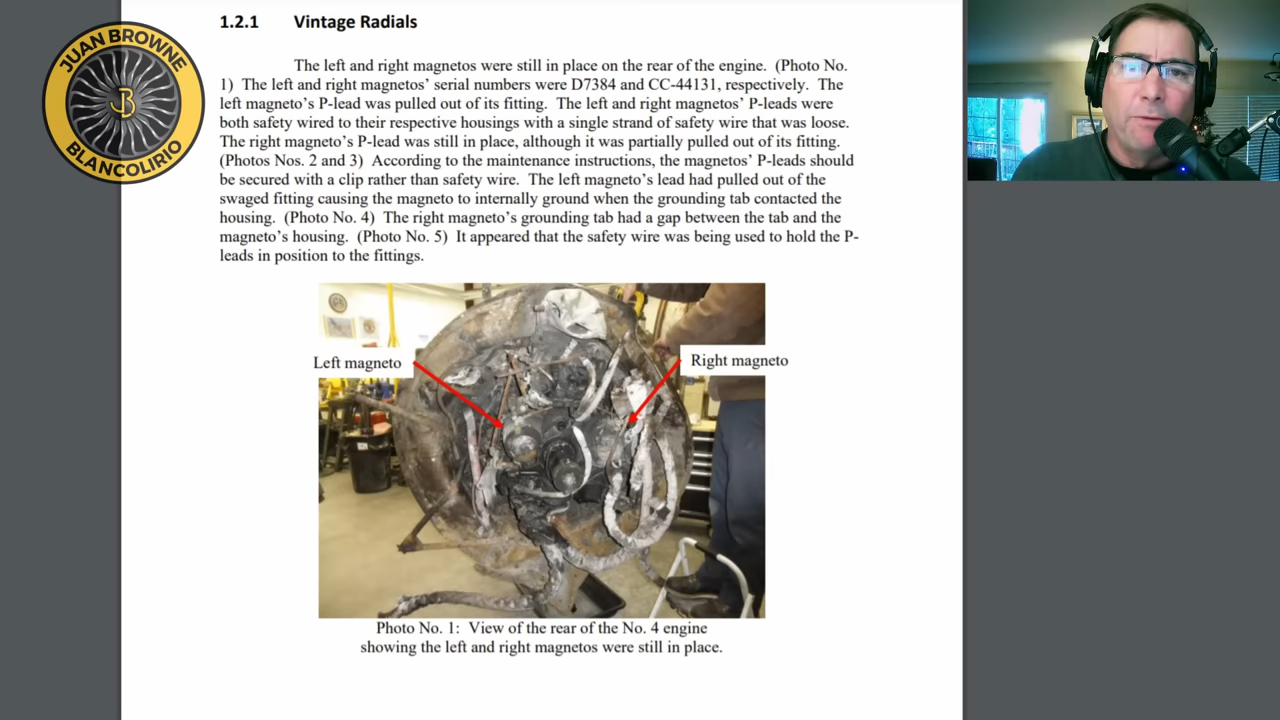 JUAN BROWNE
JB
BLANCOLIRIO
1.2.1 Vintage Radials
The left and right magnetos were still in place on the rear of the engine. (Photo No.
1) The left and right magnetos’ serial numbers were D7384 and CC-44131, respectively. The
left magneto’s P-lead was pulled out of its fitting. The left and right magnetos’ P-leads were
both safety wired to their respective housings with a single strand of safety wire that was loose.
The right magneto’s P-lead was still in place, although it was partially pulled out of its fitting.
(Photos Nos. 2 and 3) According to the maintenance instructions, the magnetos’ P-leads should
be secured with a clip rather than safety wire. The left magneto’s lead had pulled out of the
swaged fitting causing the magneto to internally ground when the grounding tab contacted the
housing. (Photo No. 4) The right magneto’s grounding tab had a gap between the tab and the
magneto’s housing. (Photo No. 5) It appeared that the safety wire was being used to hold the P-
leads in position to the fittings.
Left magneto
Right magneto
Photo No. 1: View of the rear of the No. 4 engine
showing the left and right magnetos were still in place.